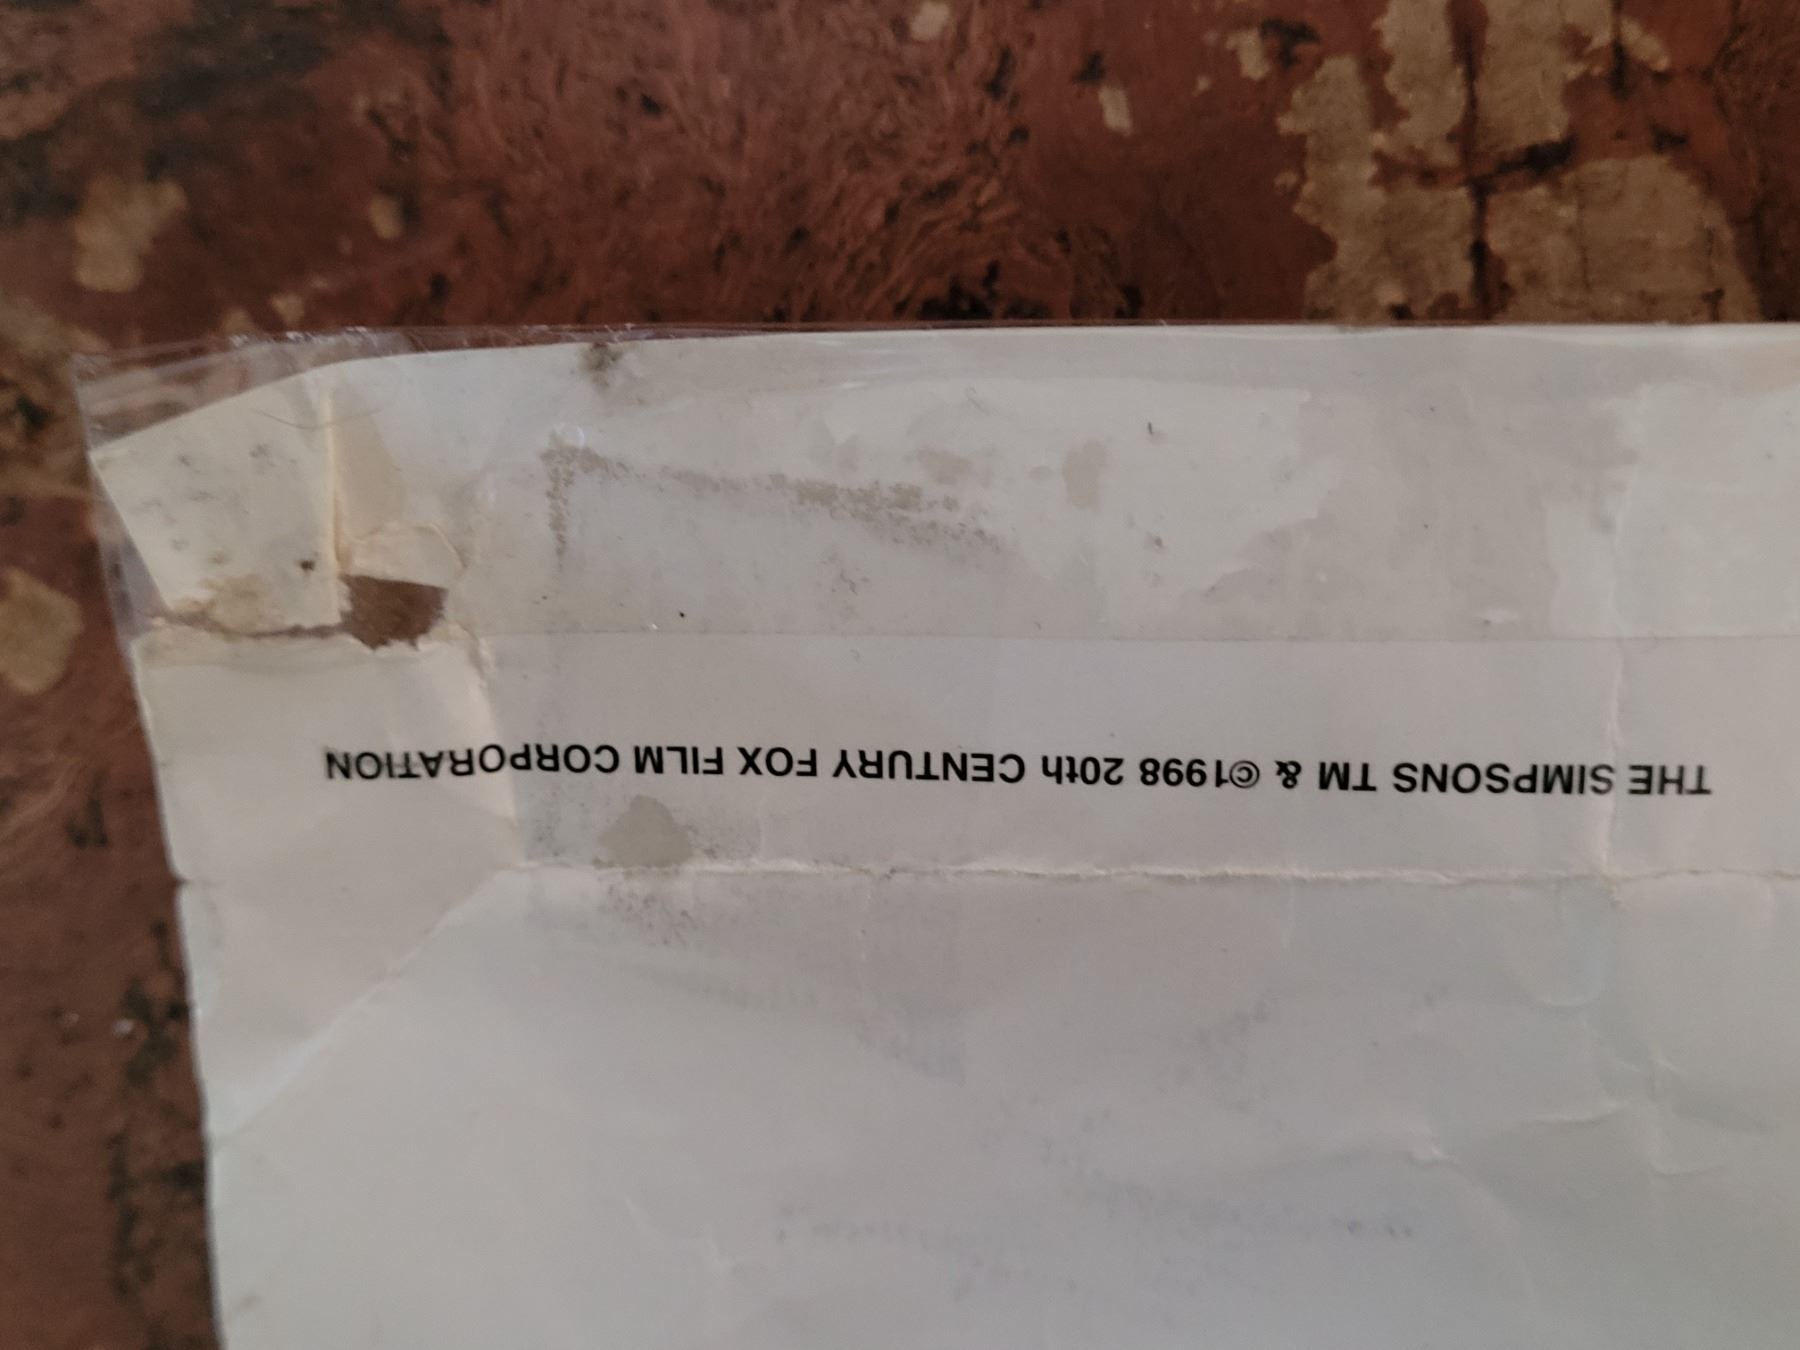 THE SIMPSONS TM & ©1998 20th CENTURY FOX FILM CORPORATION